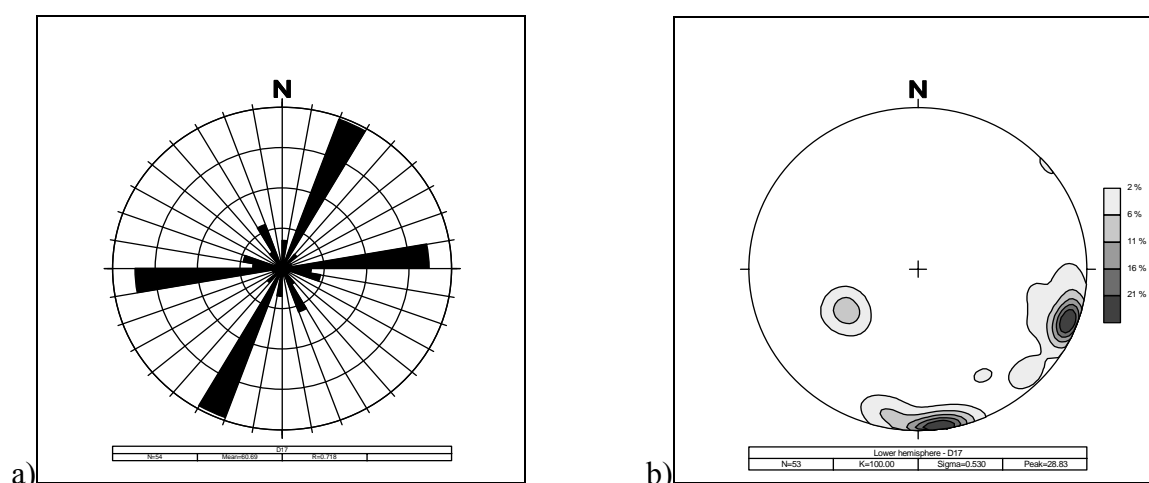 N
D17
N=54 Mean=60.69 R=0.718
a)
N
2 %
6 %
11 %
16 %
21 %
Lower hemisphere - D17
N=53 K=100.00 Sigma=0.530 Peak=28.83
b)